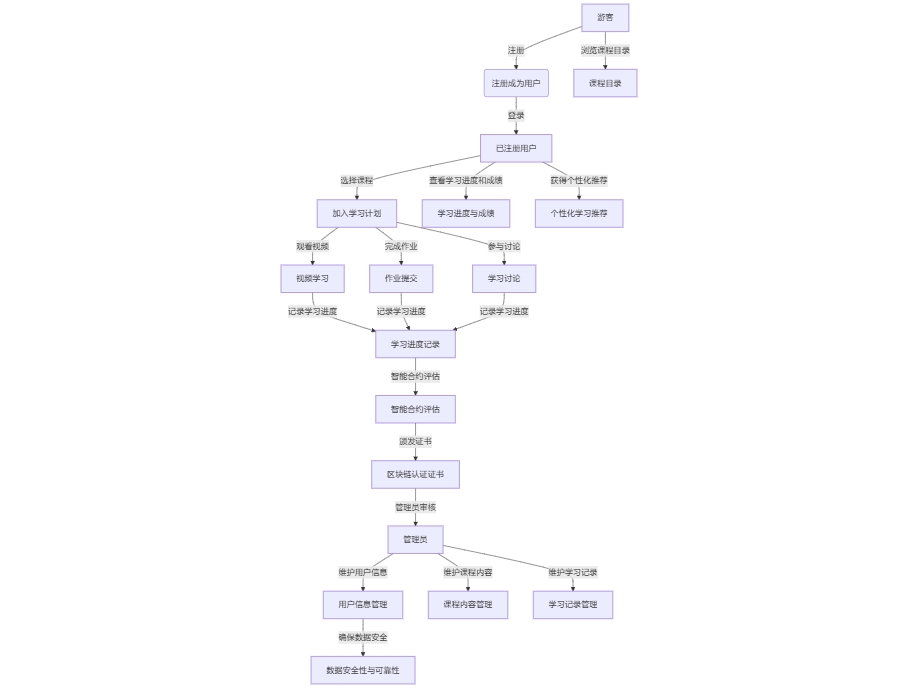 游客
注册
浏览课程目录
注册成为用户
课程目录
登录
已注册用户
选择课程
查看学习进度和成绩
获得个性化推荐
加入学习计划
学习进度与成绩
个性化学习推荐
观看视频
完成作业
参与讨论
视频学习
作业提交
学习讨论
记录学习进度
记录学习进度
记录学习进度
学习进度记录
智能合约评估
智能合约评估
颁发证书
区块链认证证书
管理员审核
管理员
维护用户信息
维护课程内容
维护学习记录
用户信息管理
课程内容管理
学习记录管理
确保数据安全
数据安全性与可靠性